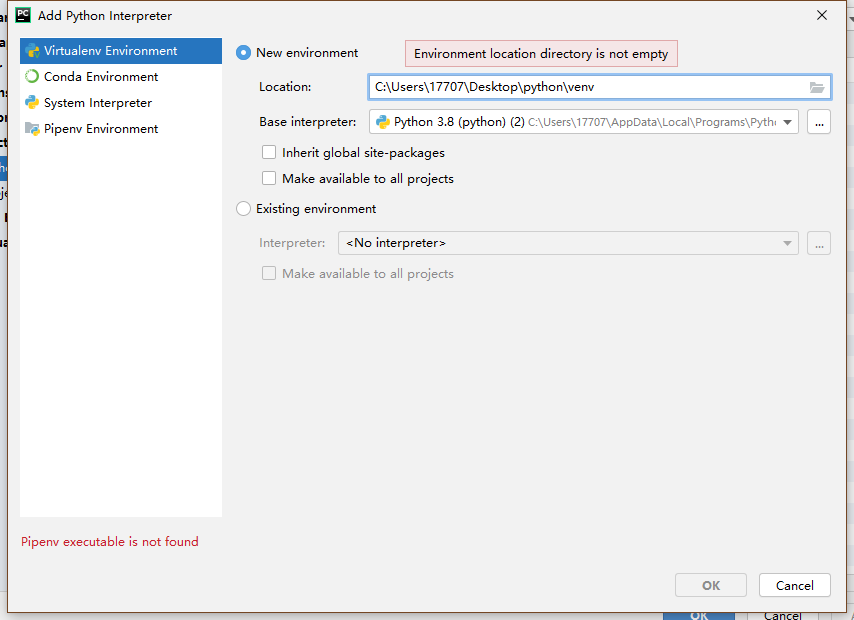 Add Python Interpreter
Virtualenv Environment
Conda Environment
System Interpreter
Pipenv Environment
New environment
Environment location directory is not empty
Location: C:\Users\17707\Desktop\python\venv
Base interpreter: Python 3.8 (python) (2) C:\Users\17707\AppData\Local\Programs\Pytho ...
Inherit global site-packages
Make available to all projects
Existing environment
Interpreter: <No interpreter> ...
Make available to all projects
Pipenv executable is not found
OK Cancel
OK Cancel